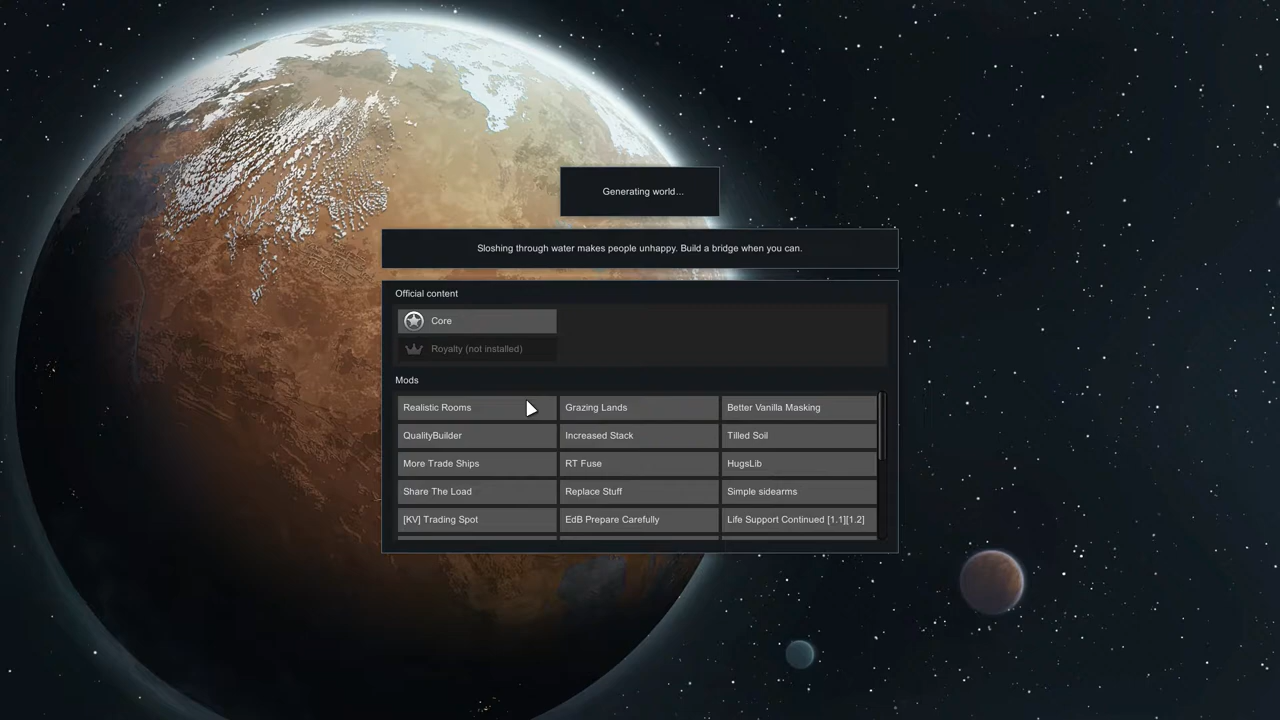 Generating world...
Sloshing through water makes people unhappy. Build a bridge when you can.
Official content
Core
Royalty (not installed)
Mods
Realistic Rooms
Grazing Lands
Better Vanilla Masking
QualityBuilder
Increased Stack
Tilled Soil
More Trade Ships
RT Fuse
HugsLib
Share The Load
Replace Stuff
Simple sidearms
[KV] Trading Spot
EdB Prepare Carefully
Life Support Continued [1.1][1.2]